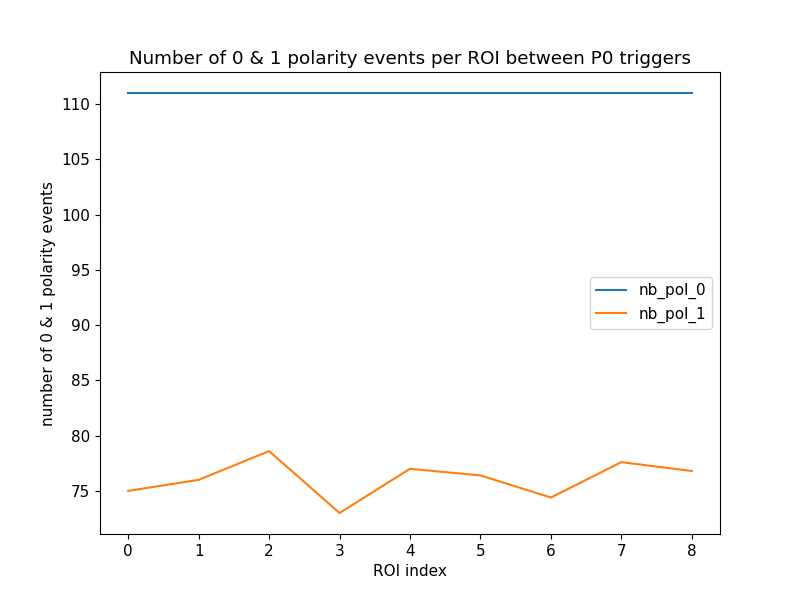 Number of 0 & 1 polarity events per ROI between P0 triggers
number of 0 & 1 polarity events
110
105
100
95
90
85
80
75
nb_pol_0
nb_pol_1
0 1 2 3 4 5 6 7 8
ROI index